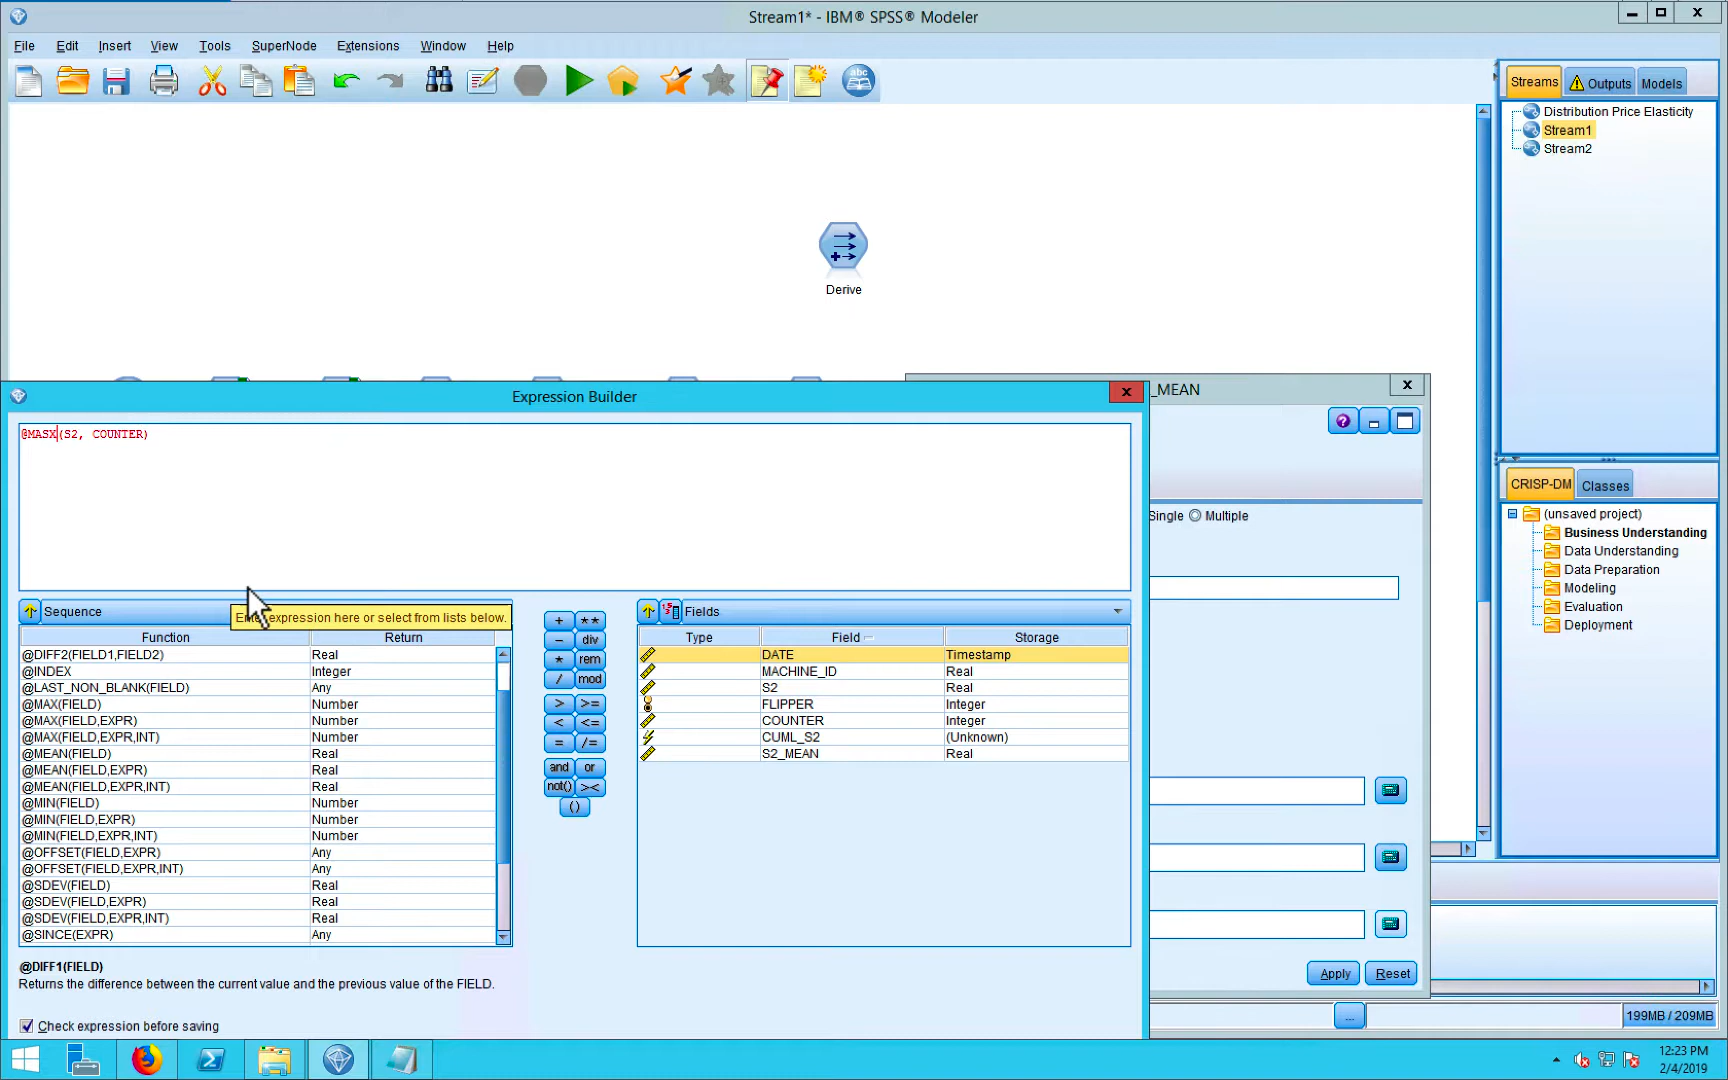 Stream1* - IBM® SPSS® Modeler
File Edit Insert View Tools SuperNode Extensions Window Help
abc
Streams Outputs Models
Distribution Price Elasticity
Stream1
Stream2
Derive
Expression Builder
_MEAN
@MASX(S2, COUNTER)
CRISP-DM Classes
(unsaved project)
Business Understanding
Data Understanding
Data Preparation
Modeling
Evaluation
Deployment
Single Multiple
Sequence
expression here or select from lists below.
Function Return
@DIFF2(FIELD1,FIELD2) Real
@INDEX Integer
@LAST_NON_BLANK(FIELD) Any
@MAX(FIELD) Number
@MAX(FIELD,EXPR) Number
@MAX(FIELD,EXPR,INT) Number
@MEAN(FIELD) Real
@MEAN(FIELD,EXPR) Real
@MEAN(FIELD,EXPR,INT) Real
@MIN(FIELD) Number
@MIN(FIELD,EXPR) Number
@MIN(FIELD,EXPR,INT) Number
@OFFSET(FIELD,EXPR) Any
@OFFSET(FIELD,EXPR,INT) Any
@SDEV(FIELD) Real
@SDEV(FIELD,EXPR) Real
@SDEV(FIELD,EXPR,INT) Real
@SINCE(EXPR) Any
+ **
- div
* rem
/ mod
> >=
< <=
= /=
and or
not() ><
()
Fields
Type Field Storage
DATE Timestamp
MACHINE_ID Real
S2 Real
FLIPPER Integer
COUNTER Integer
CUML_S2 (Unknown)
S2_MEAN Real
@DIFF1(FIELD)
Returns the difference between the current value and the previous value of the FIELD.
Check expression before saving
Apply Reset
...
199MB / 209MB
12:23 PM
2/4/2019